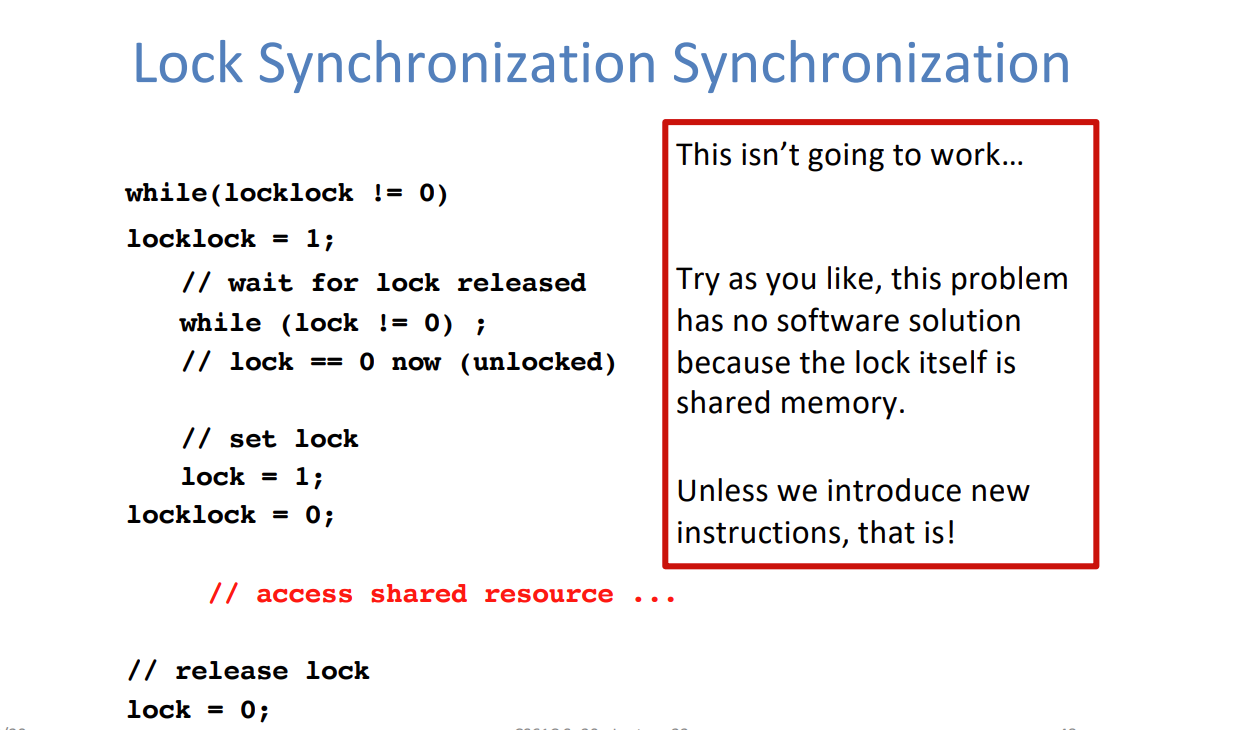 Lock Synchronization Synchronization
while(locklock != 0)
locklock = 1;
// wait for lock released
while (lock != 0) ;
// lock == 0 now (unlocked)
// set lock
lock = 1;
locklock = 0;
// access shared resource ...
// release lock
lock = 0;
This isn’t going to work…
Try as you like, this problem
has no software solution
because the lock itself is
shared memory.
Unless we introduce new
instructions, that is!